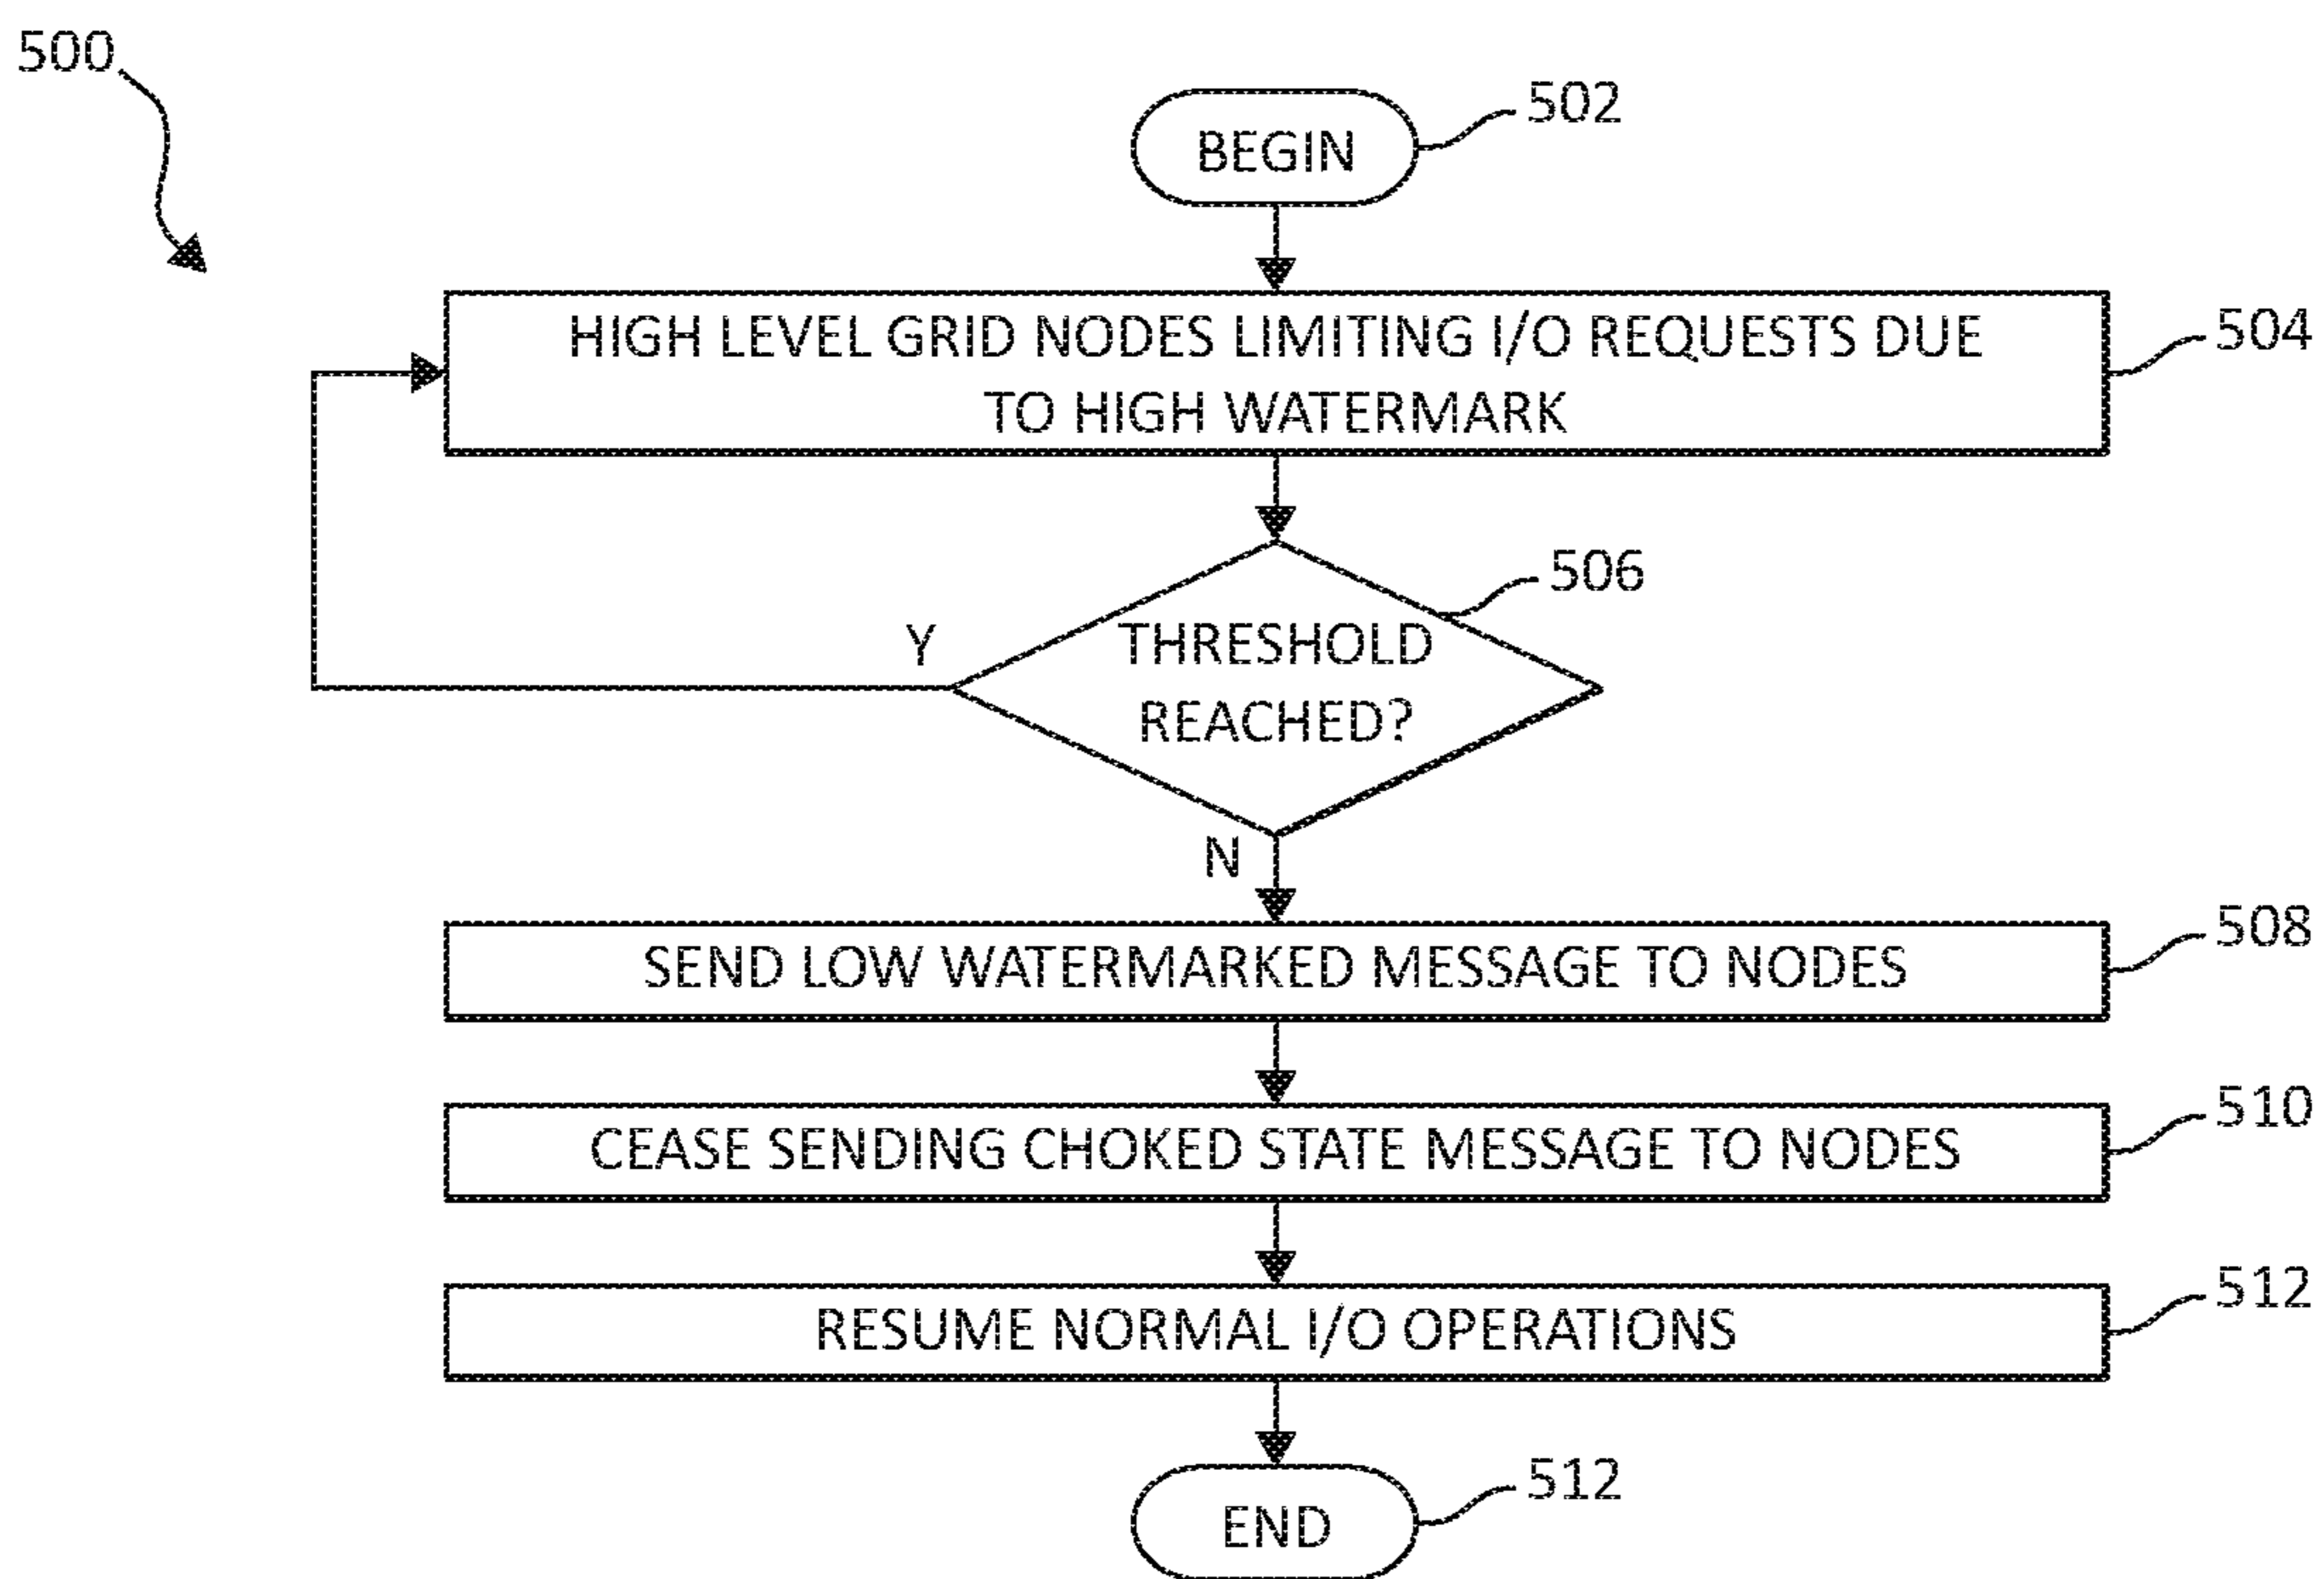 500
502
BEGIN
HIGH LEVEL GRID NODES LIMITING I/O REQUESTS DUE
TO HIGH WATERMARK
504
506
THRESHOLD
REACHED?
Y
N
SEND LOW WATERMARKED MESSAGE TO NODES
508
CEASE SENDING CHOKED STATE MESSAGE TO NODES
510
RESUME NORMAL I/O OPERATIONS
512
END
512